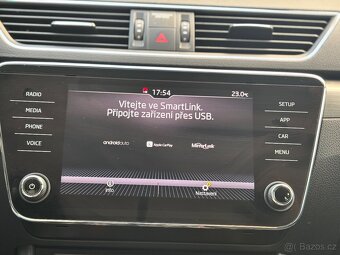 RADIO
MEDIA
PHONE
VOICE
17:54
23.0
Vítejte ve SmartLink.
Připojte zařízení přes USB.
androidauto
Apple CarPlay
MirrorLink
Info
Nastavení
SETUP
APP
CAR
MENU
Bazos.cz